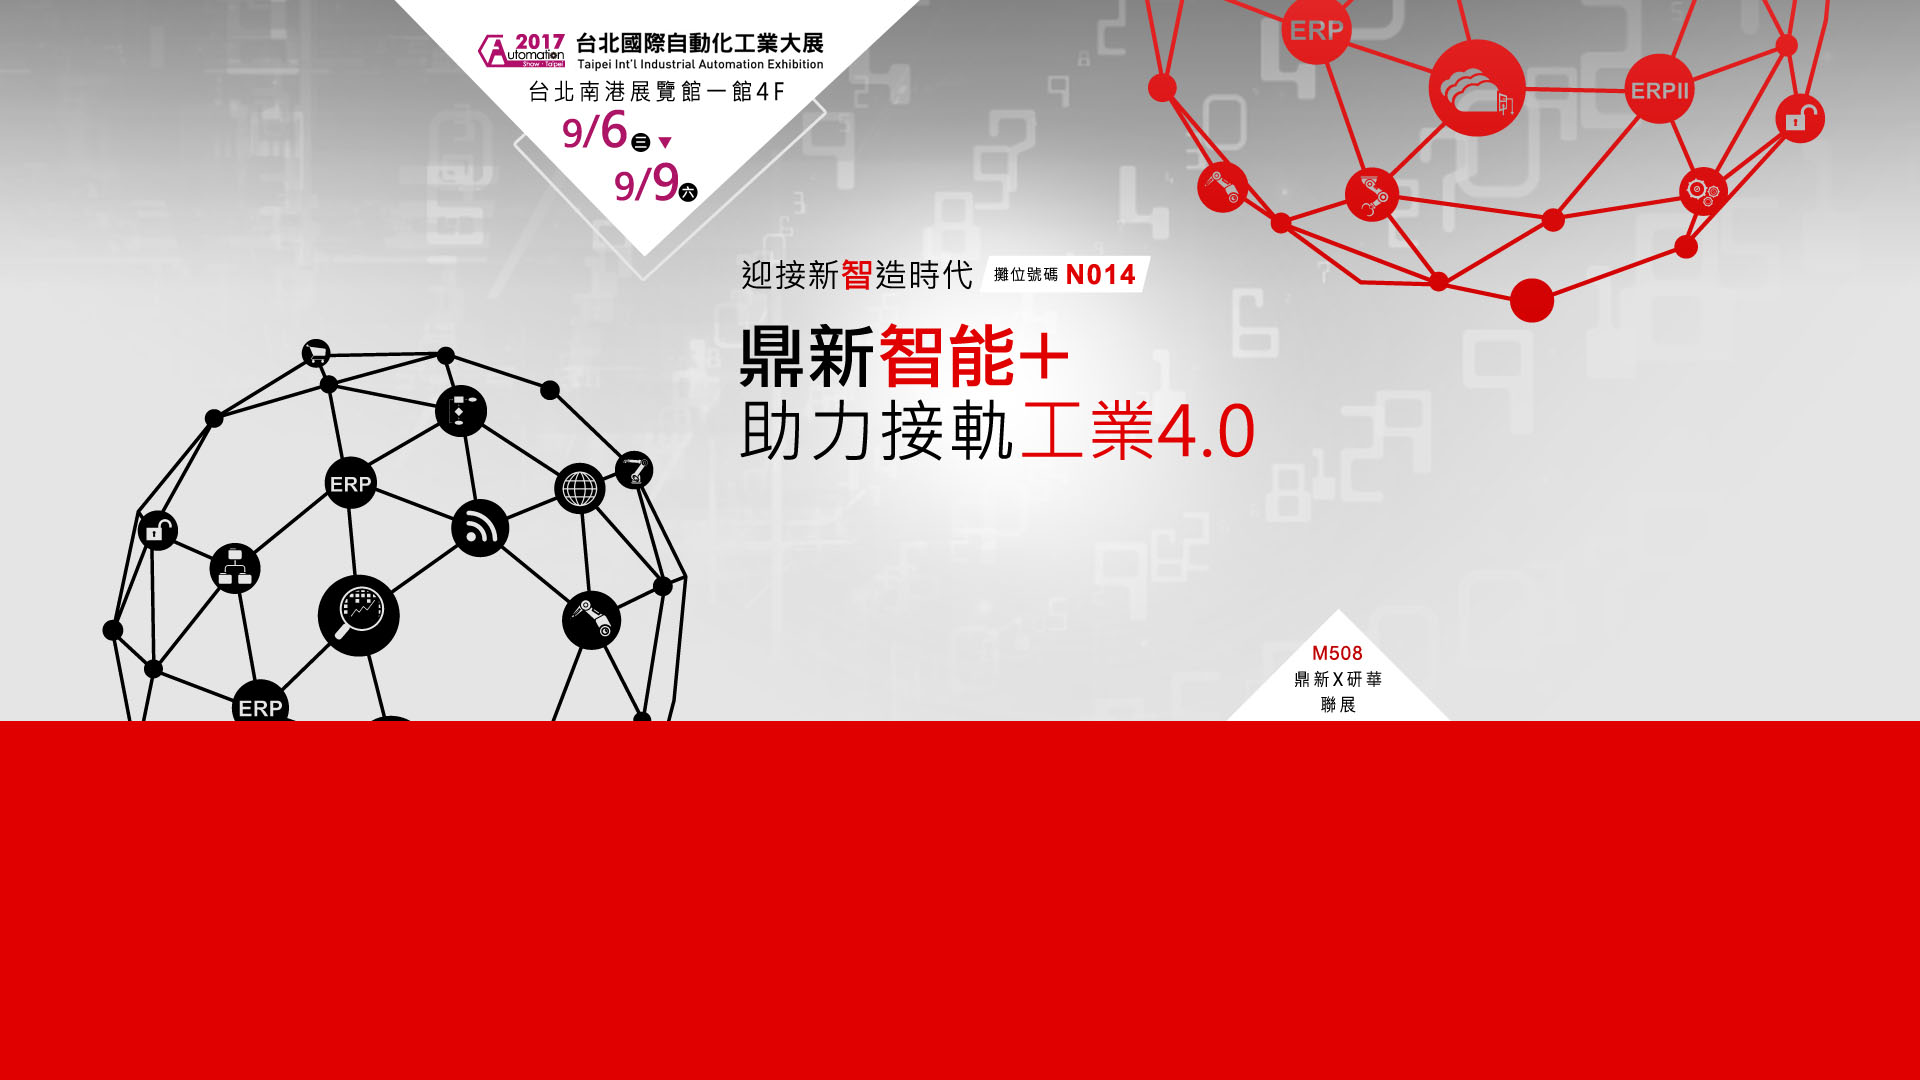 2017
Automation
Show · Taipei
台北國際自動化工業大展
Taipei Int'l Industrial Automation Exhibition
台北南港展覽館一館4F
9/6 三
9/9 六
迎接新智造時代
攤位號碼 N014
鼎新智能+
助力接軌工業4.0
ERP
ERPII
ERP
ERP
M508
鼎新X研華
聯展